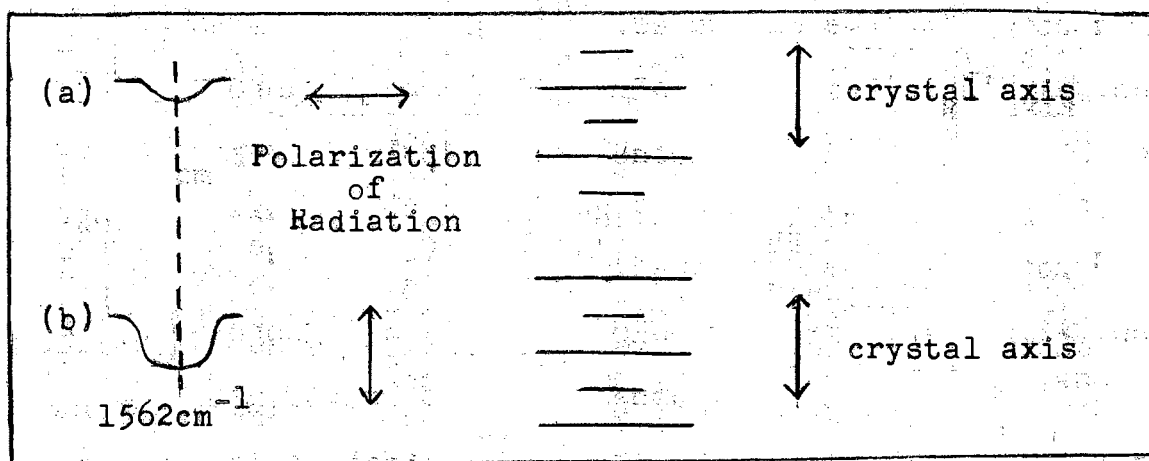 (a)
crystal axis
Polarization
of
Radiation
(b)
crystal axis
1562cm-1